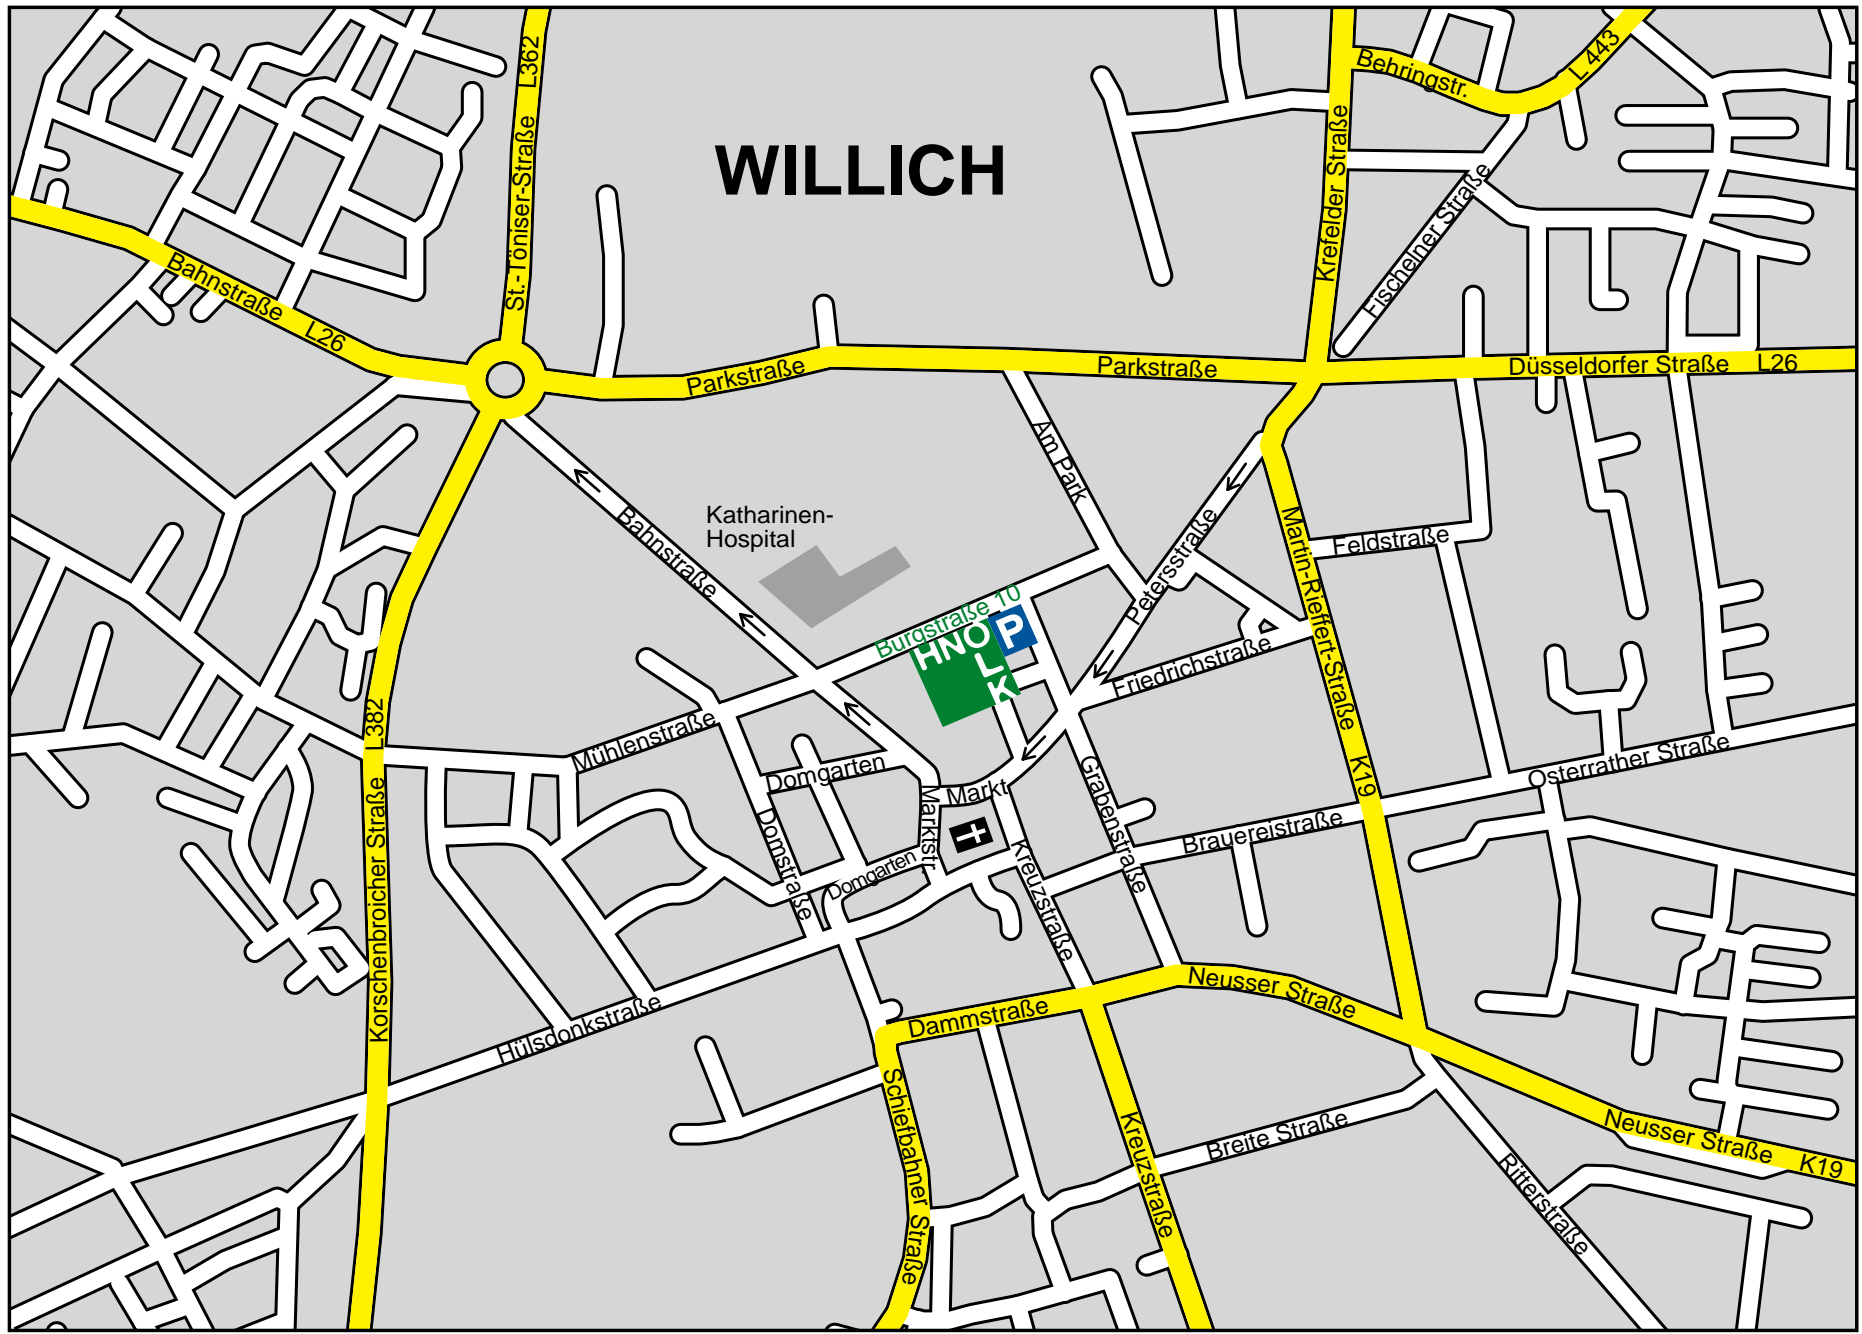 L362
L 443
Behringstr.
WILLICH
St.-Töniser-Straße
Krefelder Straße
Fischelner Straße
Bahnstraße
L26
Parkstraße
Parkstraße
Düsseldorfer Straße
L26
Am Park
Katharinen-
Hospital
Bahnstraße
Petersstraße
Martin-Rieffert-Straße
Feldstraße
Burgstraße 10
P
HNO
L
K
Friedrichstraße
L382
Mühlenstraße
Domgarten
Markt
Marktstr.
Grabenstraße
K19
Osterrather Straße
Brauereistraße
Domstraße
Domgarten
Kreuzstraße
Korschenbroicher Straße
Hülsdonkstraße
Dammstraße
Neusser Straße
Schiefbahner Straße
Kreuzstraße
Breite Straße
Neusser Straße
K19
Ritterstraße